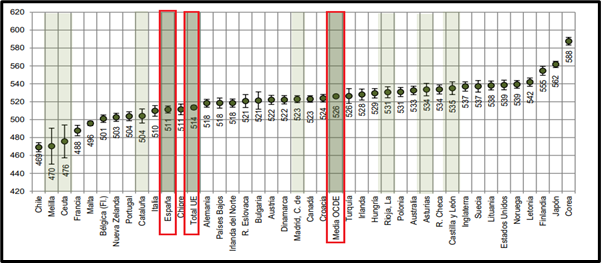 620
600
580
560
540
520
500
480
460
440
420
469
470
476
488
496
501
503
504
504
510
511
511
514
518
518
518
521
521
522
522
523
523
524
526
526
528
529
531
531
533
534
534
535
537
537
538
539
539
542
555
562
588
Chile
Melilla
Ceuta
Francia
Malta
Bélgica (Fl.)
Nueva Zelanda
Portugal
Cataluña
Italia
España
Chipre
Total UE
Alemania
Países Bajos
Irlanda del Norte
R. Eslovaca
Bulgaria
Austria
Dinamarca
Madrid, C. de
Canadá
Croacia
Media OCDE
Turquía
Irlanda
Hungría
Rioja, La
Polonia
Australia
Asturias
R. Checa
Castilla y León
Inglaterra
Suecia
Lituania
Estados Unidos
Noruega
Letonia
Finlandia
Japón
Corea